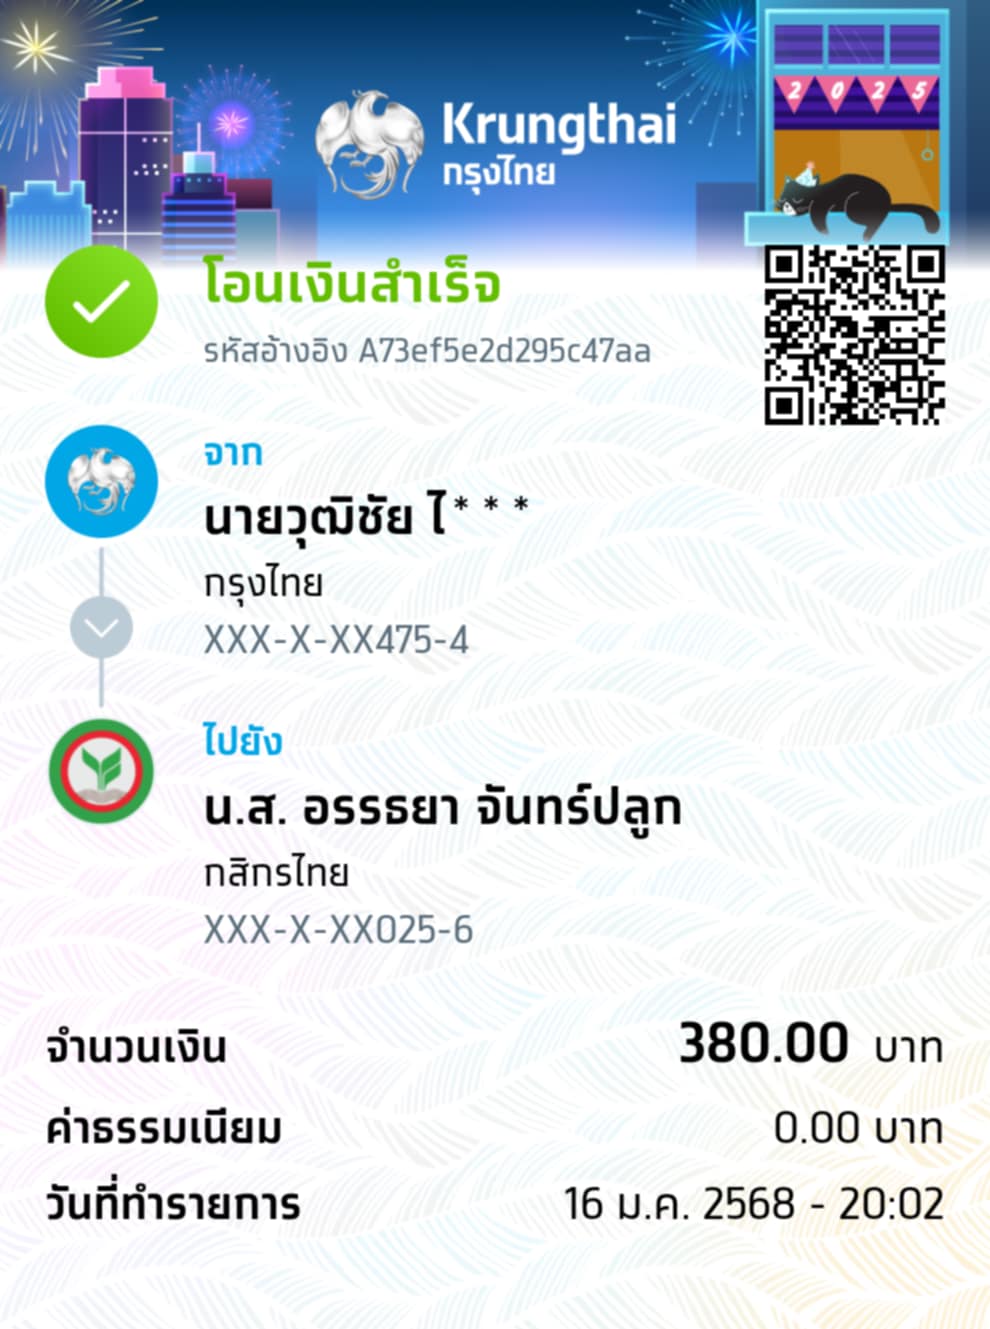 2025
Krungthai
กรุงไทย
โอนเงินสำเร็จ
รหัสอ้างอิง A73ef5e2d295c47aa
จาก
นายวุฒิชัย ไ***
กรุงไทย
XXX-X-XX475-4
ไปยัง
น.ส. อรรธยา จันทร์ปลูก
กสิกรไทย
XXX-X-XX025-6
จำนวนเงิน 380.00 บาท
ค่าธรรมเนียม 0.00 บาท
วันที่ทำรายการ 16 ม.ค. 2568 - 20:02